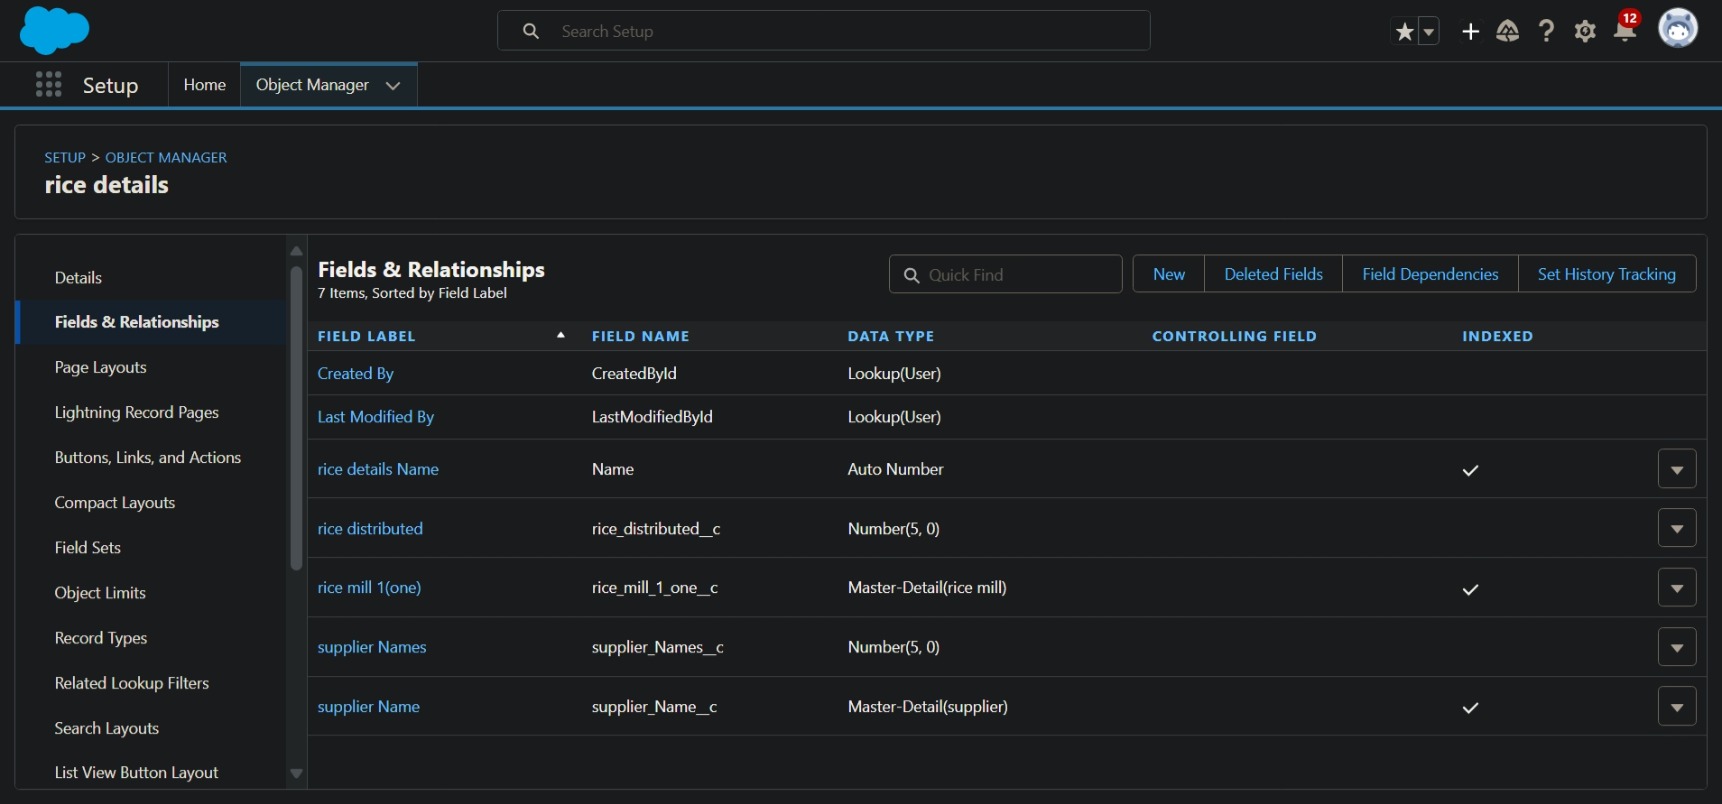 Search Setup
12
Setup
Home
Object Manager
SETUP > OBJECT MANAGER
rice details
Details
Fields & Relationships
Page Layouts
Lightning Record Pages
Buttons, Links, and Actions
Compact Layouts
Field Sets
Object Limits
Record Types
Related Lookup Filters
Search Layouts
List View Button Layout
Fields & Relationships
7 Items, Sorted by Field Label
Quick Find
New
Deleted Fields
Field Dependencies
Set History Tracking
FIELD LABEL FIELD NAME DATA TYPE CONTROLLING FIELD INDEXED
Created By CreatedById Lookup(User)
Last Modified By LastModifiedById Lookup(User)
rice details Name Name Auto Number
rice distributed rice_distributed__c Number(5, 0)
rice mill 1(one) rice_mill_1_one__c Master-Detail(rice mill)
supplier Names supplier_Names__c Number(5, 0)
supplier Name supplier_Name__c Master-Detail(supplier)